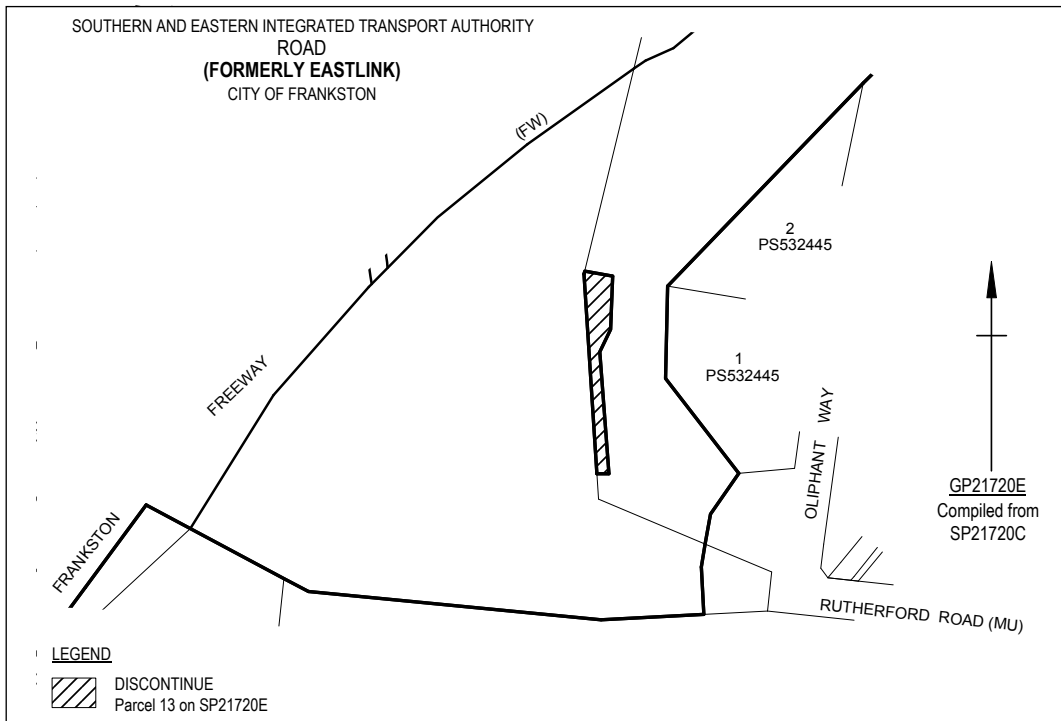 SOUTHERN AND EASTERN INTEGRATED TRANSPORT AUTHORITY
ROAD
(FORMERLY EASTLINK)
CITY OF FRANKSTON
(FW)
2
PS532445
1
PS532445
FREEWAY
OLIPHANT WAY
GP21720E
Compiled from
SP21720C
FRANKSTON
RUTHERFORD ROAD (MU)
LEGEND
DISCONTINUE
Parcel 13 on SP21720E